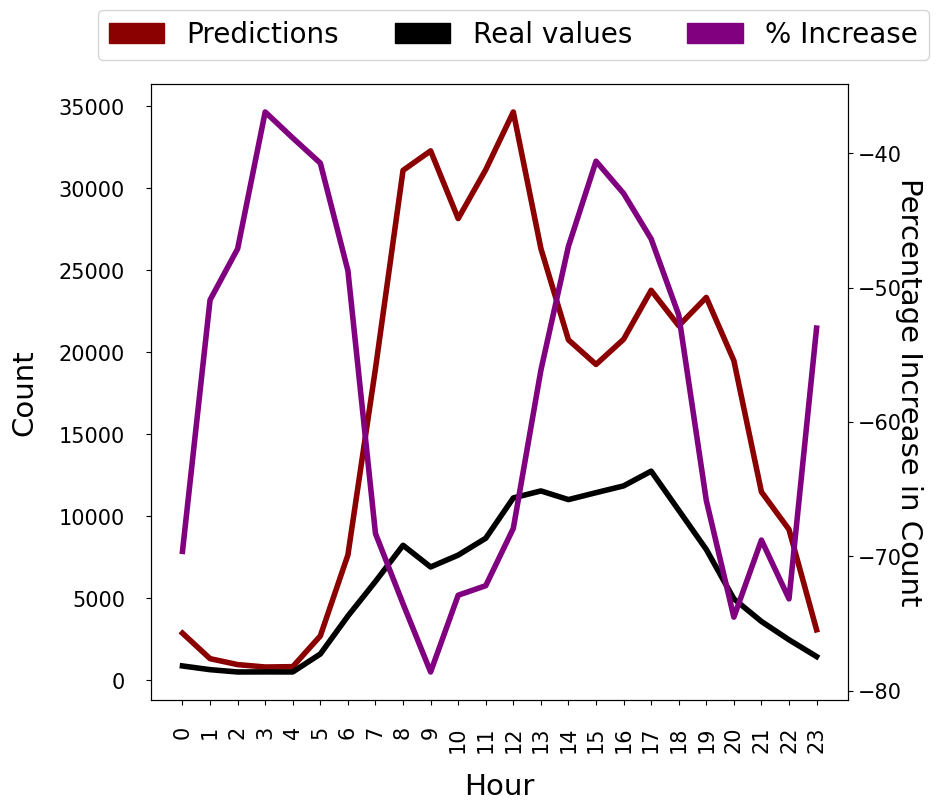 Predictions Real values % Increase
35000
30000
25000
20000
15000
10000
5000
0
Count
−40
−50
−60
−70
−80
Percentage Increase in Count
0 1 2 3 4 5 6 7 8 9 10 11 12 13 14 15 16 17 18 19 20 21 22 23
Hour